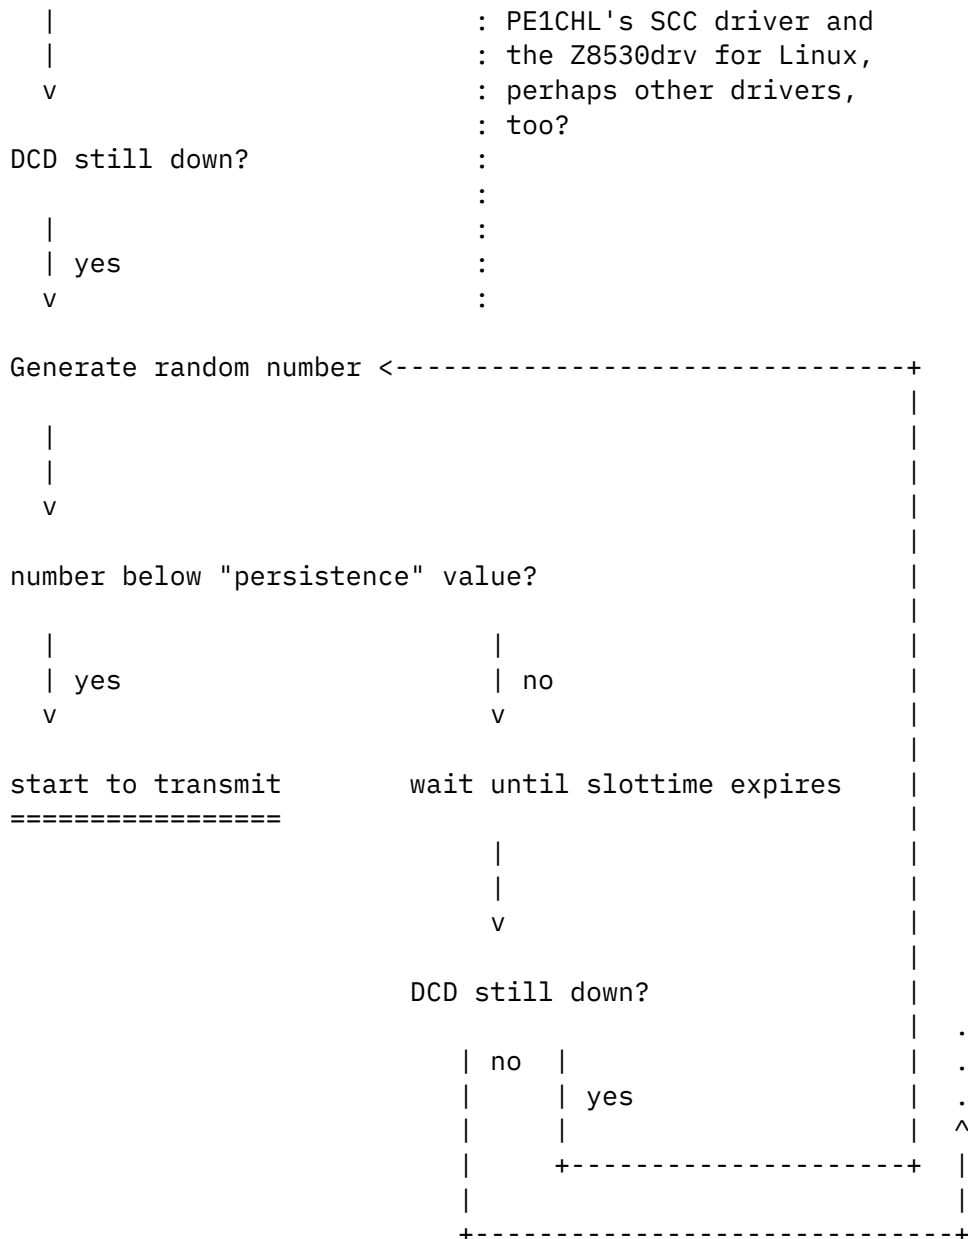 | : PE1CHL's SCC driver and
| : the Z8530drv for Linux,
v : perhaps other drivers,
: too?
DCD still down? :
:
| :
| yes :
v :
Generate random number <--------------------------------+
|
| |
| |
v |
|
number below "persistence" value? |
|
| | |
| yes | no |
v v |
|
start to transmit wait until slottime expires |
================= |
| |
| |
v |
|
DCD still down? |
| .
| no | | .
| | yes | .
| | | ^
| +---------------------+ |
| |
+------------------------------+